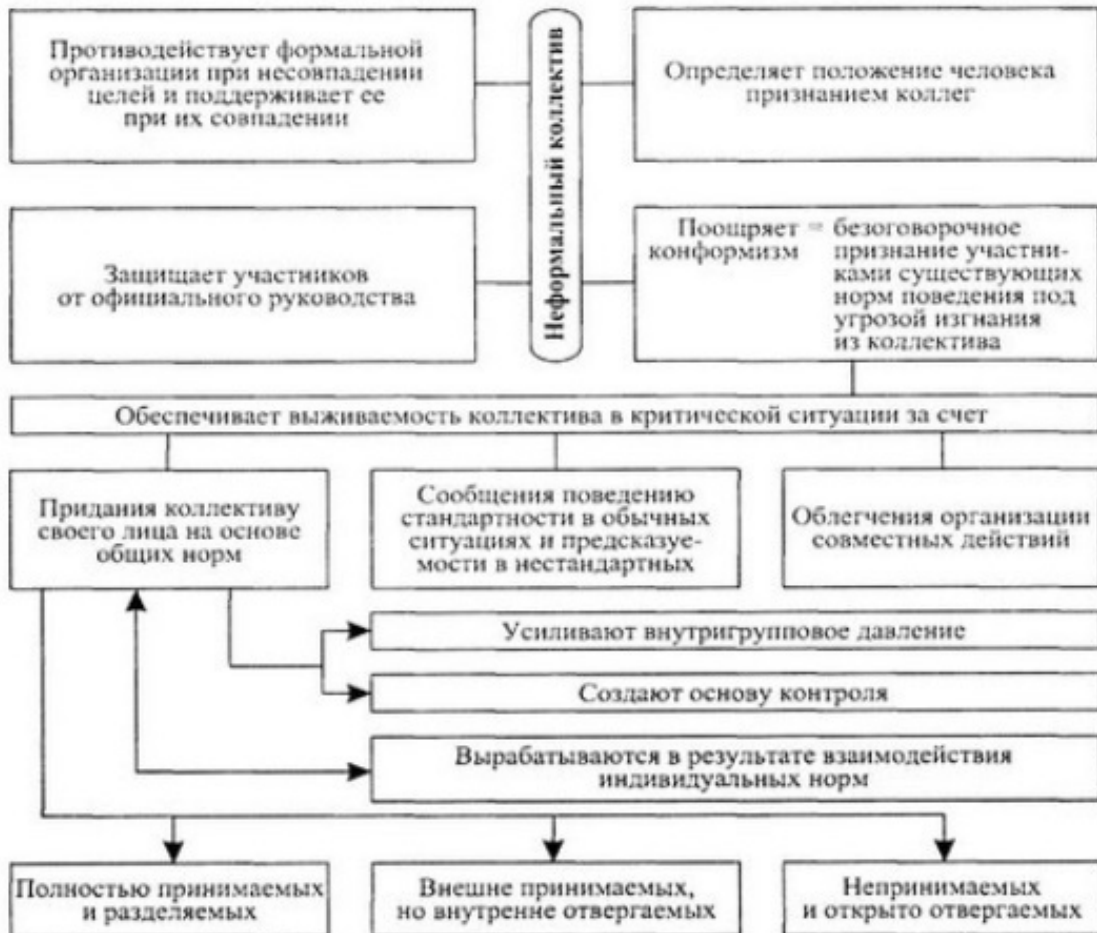 Противодействует формальной
организации при несовпадении
целей и поддерживает ее
при их совпадении
Неформальный коллектив
Определяет положение человека
признанием коллег
Защищает участников
от официального руководства
Поощряет = безоговорочное
конформизм признание участни-
ками существующих
норм поведения под
угрозой изгнания
из коллектива
Обеспечивает выживаемость коллектива в критической ситуации за счет
Придания коллективу
своего лица на основе
общих норм
Сообщения поведению
стандартности в обычных
ситуациях и предсказуе-
мости в нестандартных
Облегчения организации
совместных действий
Усиливают внутригрупповое давление
Создают основу контроля
Вырабатываются в результате взаимодействия
индивидуальных норм
Полностью принимаемых
и разделяемых
Внешне принимаемых,
но внутренне отвергаемых
Непринимаемых
и открыто отвергаемых